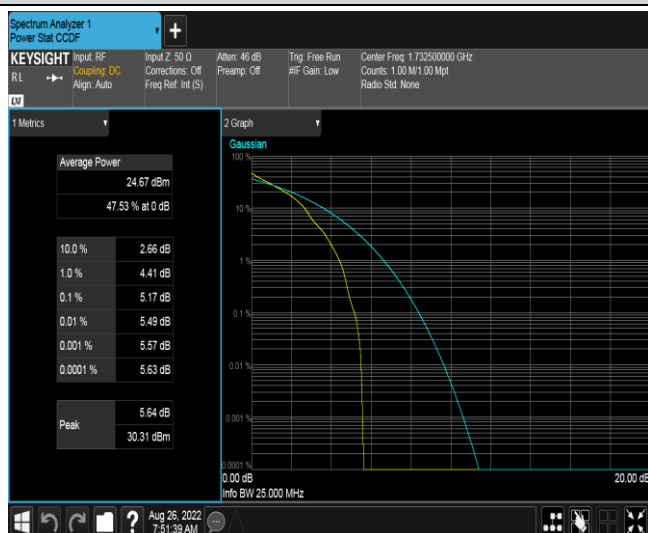 Spectrum Analyzer 1
Power Stat CCDF
KEYSIGHT
RL
LXI
Input: RF
Coupling: DC
Align: Auto
Input Z: 50 Ω
Corrections: Off
Freq Ref: Int (S)
Atten: 46 dB
Preamp: Off
Trig: Free Run
#IF Gain: Low
Center Freq: 1.732500000 GHz
Counts: 1.00 M/1.00 Mpt
Radio Std: None
1 Metrics
Average Power
24.67 dBm
47.53 % at 0 dB
10.0 % 2.66 dB
1.0 % 4.41 dB
0.1 % 5.17 dB
0.01 % 5.49 dB
0.001 % 5.57 dB
0.0001 % 5.63 dB
Peak
5.64 dB
30.31 dBm
2 Graph
Gaussian
100 %
10 %
1 %
0.1 %
0.01 %
0.001 %
0.0001 %
0.00 dB
20.00 dB
Info BW 25.000 MHz
?
Aug 26, 2022
7:51:39 AM